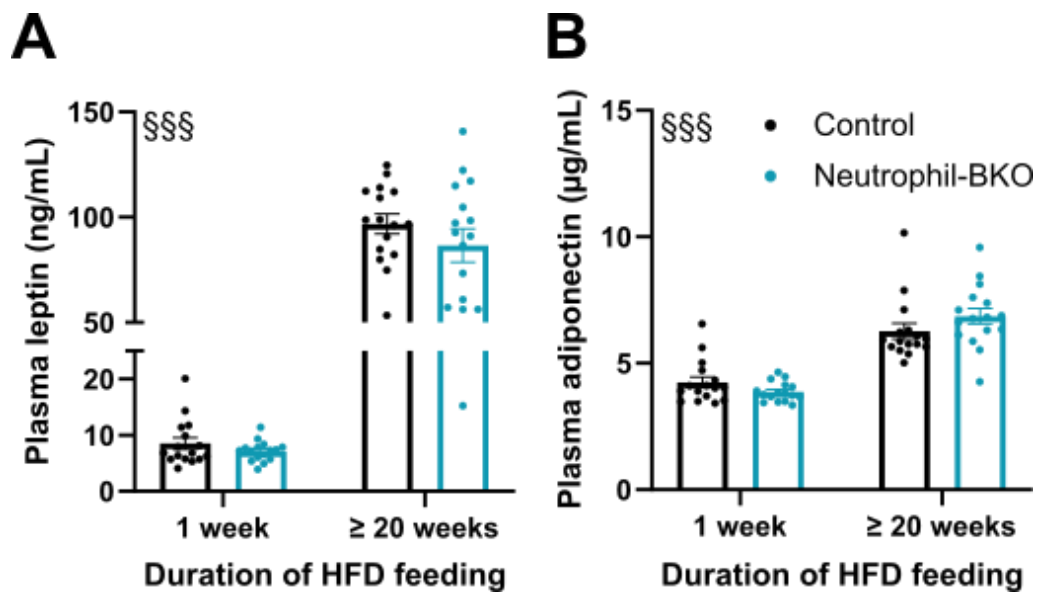 A
Plasma leptin (ng/mL)
150
100
50
20
10
0
§§§
1 week
≥ 20 weeks
Duration of HFD feeding
B
Plasma adiponectin (µg/mL)
15
10
5
0
§§§
Control
Neutrophil-BKO
1 week
≥ 20 weeks
Duration of HFD feeding